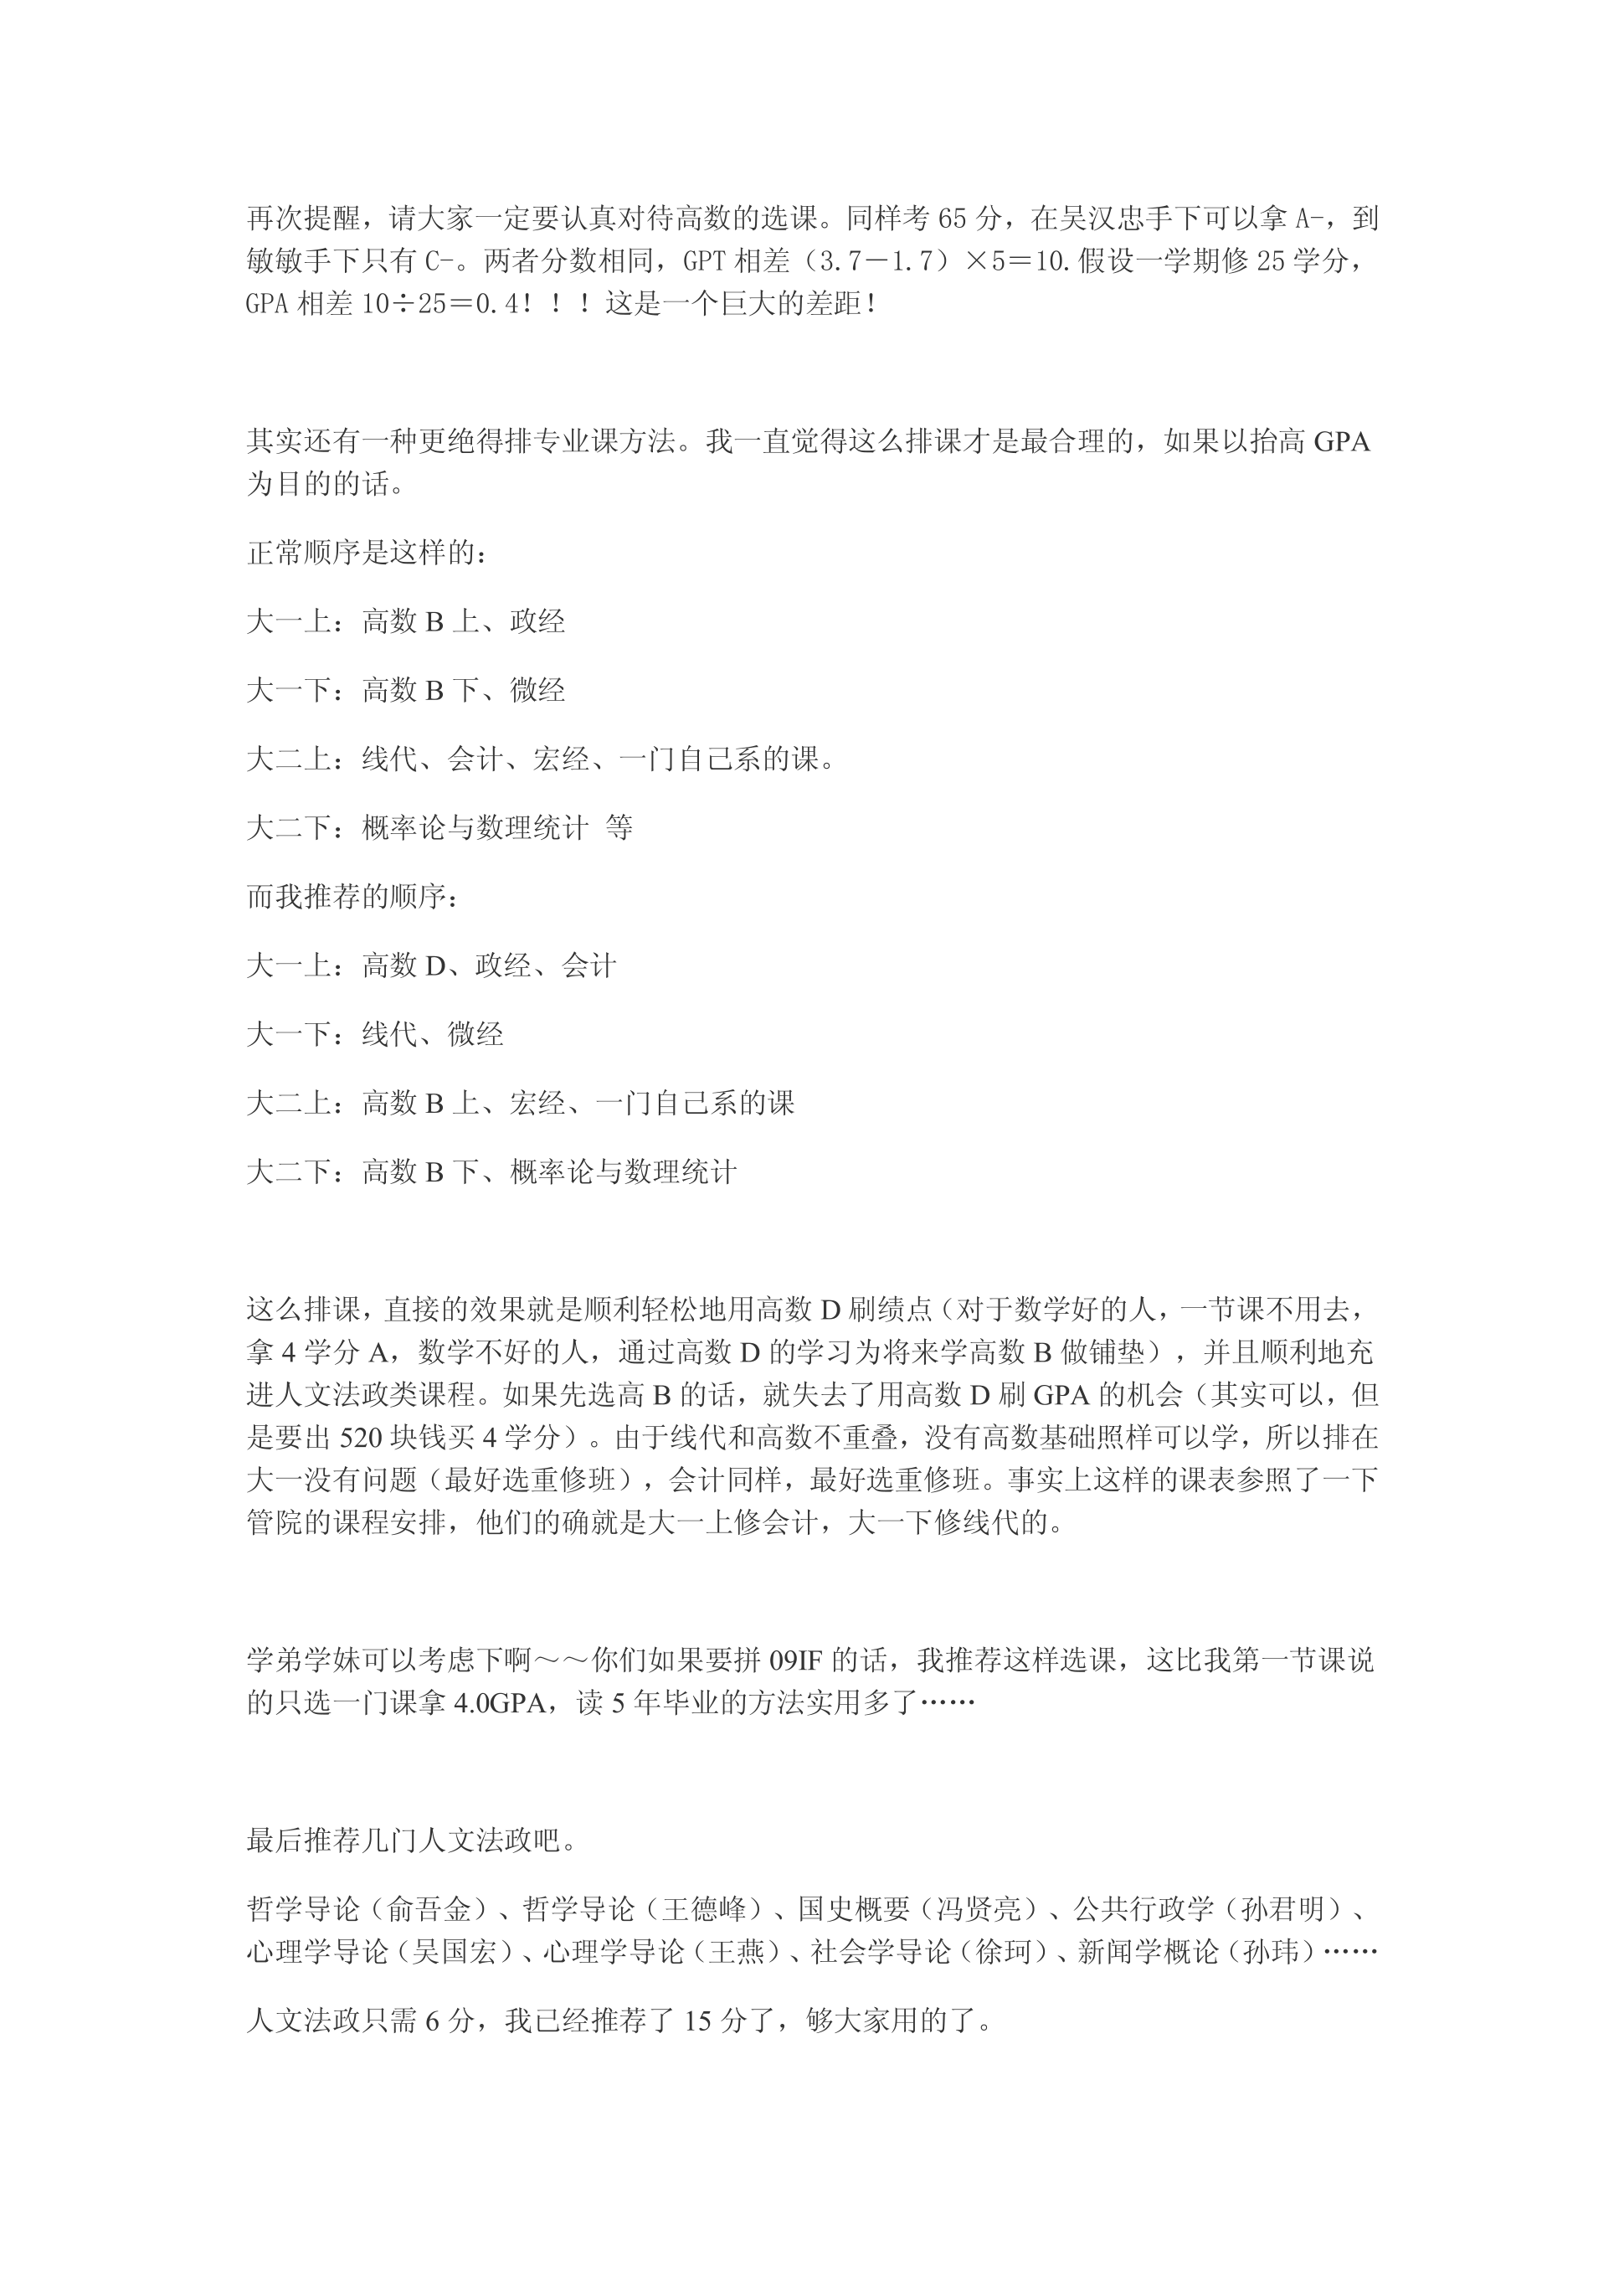 再次提醒，请大家一定要认真对待高数的选课。同样考 65 分，在吴汉忠手下可以拿 A-，到
敏敏手下只有 C-。两者分数相同，GPT 相差（3.7－1.7）×5＝10.假设一学期修 25 学分，
GPA 相差 10÷25＝0.4！！！这是一个巨大的差距！
其实还有一种更绝得排专业课方法。我一直觉得这么排课才是最合理的，如果以抬高 GPA
为目的的话。
正常顺序是这样的：
大一上：高数 B 上、政经
大一下：高数 B 下、微经
大二上：线代、会计、宏经、一门自己系的课。
大二下：概率论与数理统计 等
而我推荐的顺序：
大一上：高数 D、政经、会计
大一下：线代、微经
大二上：高数 B 上、宏经、一门自己系的课
大二下：高数 B 下、概率论与数理统计
这么排课，直接的效果就是顺利轻松地用高数 D 刷绩点（对于数学好的人，一节课不用去，
拿 4 学分 A，数学不好的人，通过高数 D 的学习为将来学高数 B 做铺垫），并且顺利地充
进人文法政类课程。如果先选高 B 的话，就失去了用高数 D 刷 GPA 的机会（其实可以，但
是要出 520 块钱买 4 学分）。由于线代和高数不重叠，没有高数基础照样可以学，所以排在
大一没有问题（最好选重修班），会计同样，最好选重修班。事实上这样的课表参照了一下
管院的课程安排，他们的确就是大一上修会计，大一下修线代的。
学弟学妹可以考虑下啊～～你们如果要拼 09IF 的话，我推荐这样选课，这比我第一节课说
的只选一门课拿 4.0GPA，读 5 年毕业的方法实用多了……
最后推荐几门人文法政吧。
哲学导论（俞吾金）、哲学导论（王德峰）、国史概要（冯贤亮）、公共行政学（孙君明）、
心理学导论（吴国宏）、心理学导论（王燕）、社会学导论（徐珂）、新闻学概论（孙玮）……
人文法政只需 6 分，我已经推荐了 15 分了，够大家用的了。